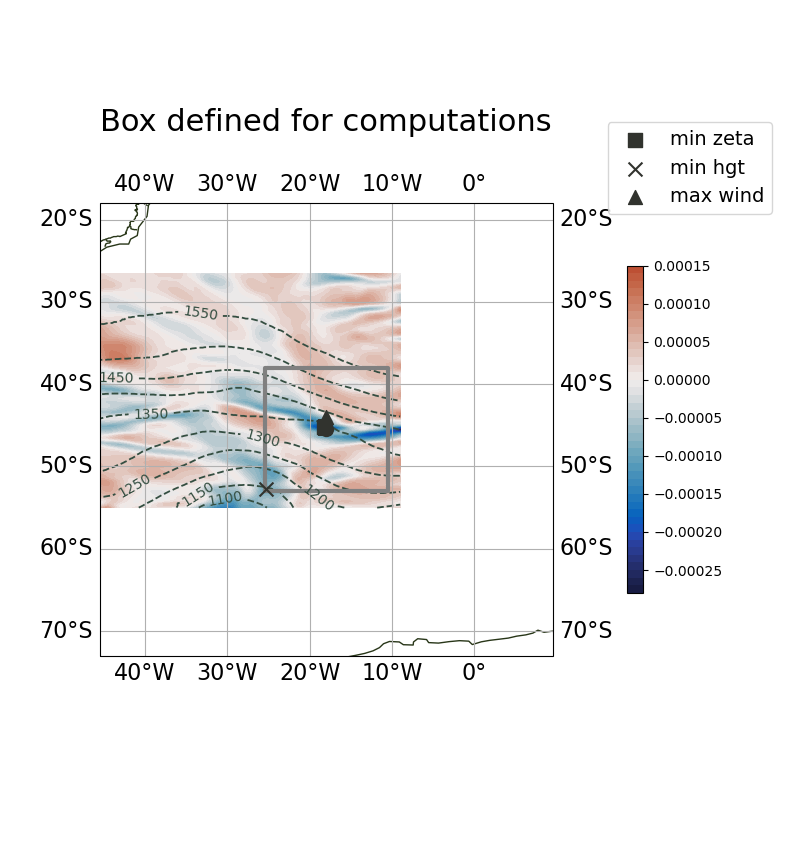 Box defined for computations
min zeta
min hgt
max wind
40°W 30°W 20°W 10°W 0°
20°S 20°S
30°S 30°S
40°S 40°S
50°S 50°S
60°S 60°S
70°S 70°S
40°W 30°W 20°W 10°W 0°
1550
1450
1350
1300
1250
1150
1100
1200
0.00015
0.00010
0.00005
0.00000
−0.00005
−0.00010
−0.00015
−0.00020
−0.00025